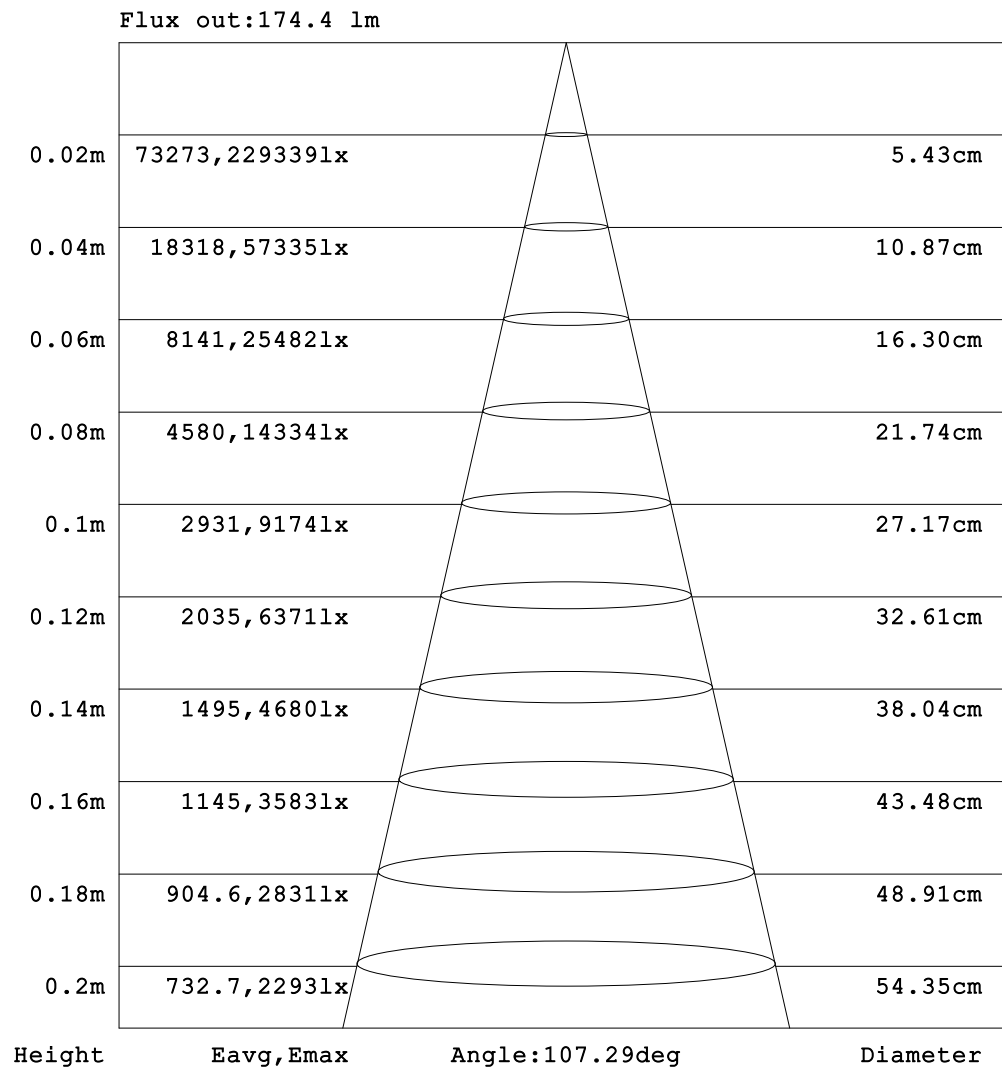 Flux out:174.4 lm
0.02m 73273,229339lx 5.43cm
0.04m 18318,57335lx 10.87cm
0.06m 8141,25482lx 16.30cm
0.08m 4580,14334lx 21.74cm
0.1m 2931,9174lx 27.17cm
0.12m 2035,6371lx 32.61cm
0.14m 1495,4680lx 38.04cm
0.16m 1145,3583lx 43.48cm
0.18m 904.6,2831lx 48.91cm
0.2m 732.7,2293lx 54.35cm
Height Eavg,Emax Angle:107.29deg Diameter